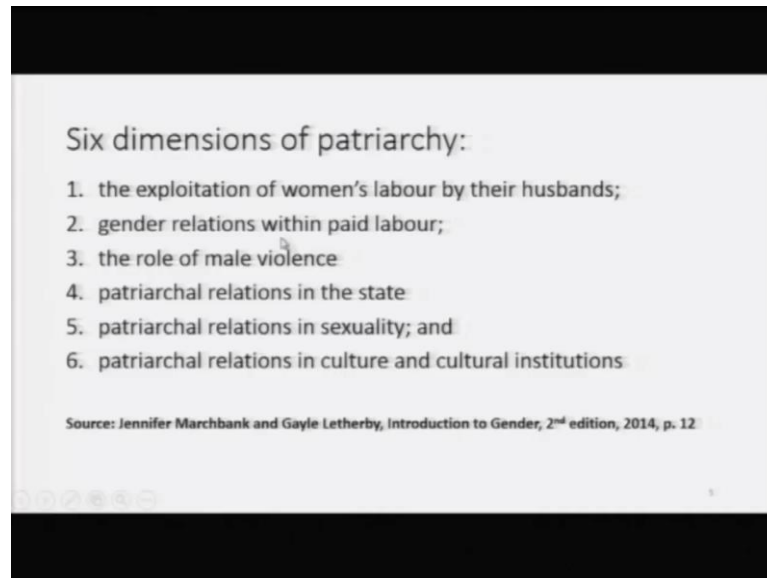 Six dimensions of patriarchy:
1. the exploitation of women's labour by their husbands;
2. gender relations within paid labour;
3. the role of male violence
4. patriarchal relations in the state
5. patriarchal relations in sexuality; and
6. patriarchal relations in culture and cultural institutions
Source: Jennifer Marchbank and Gayle Letherby, Introduction to Gender, 2nd edition, 2014, p. 12